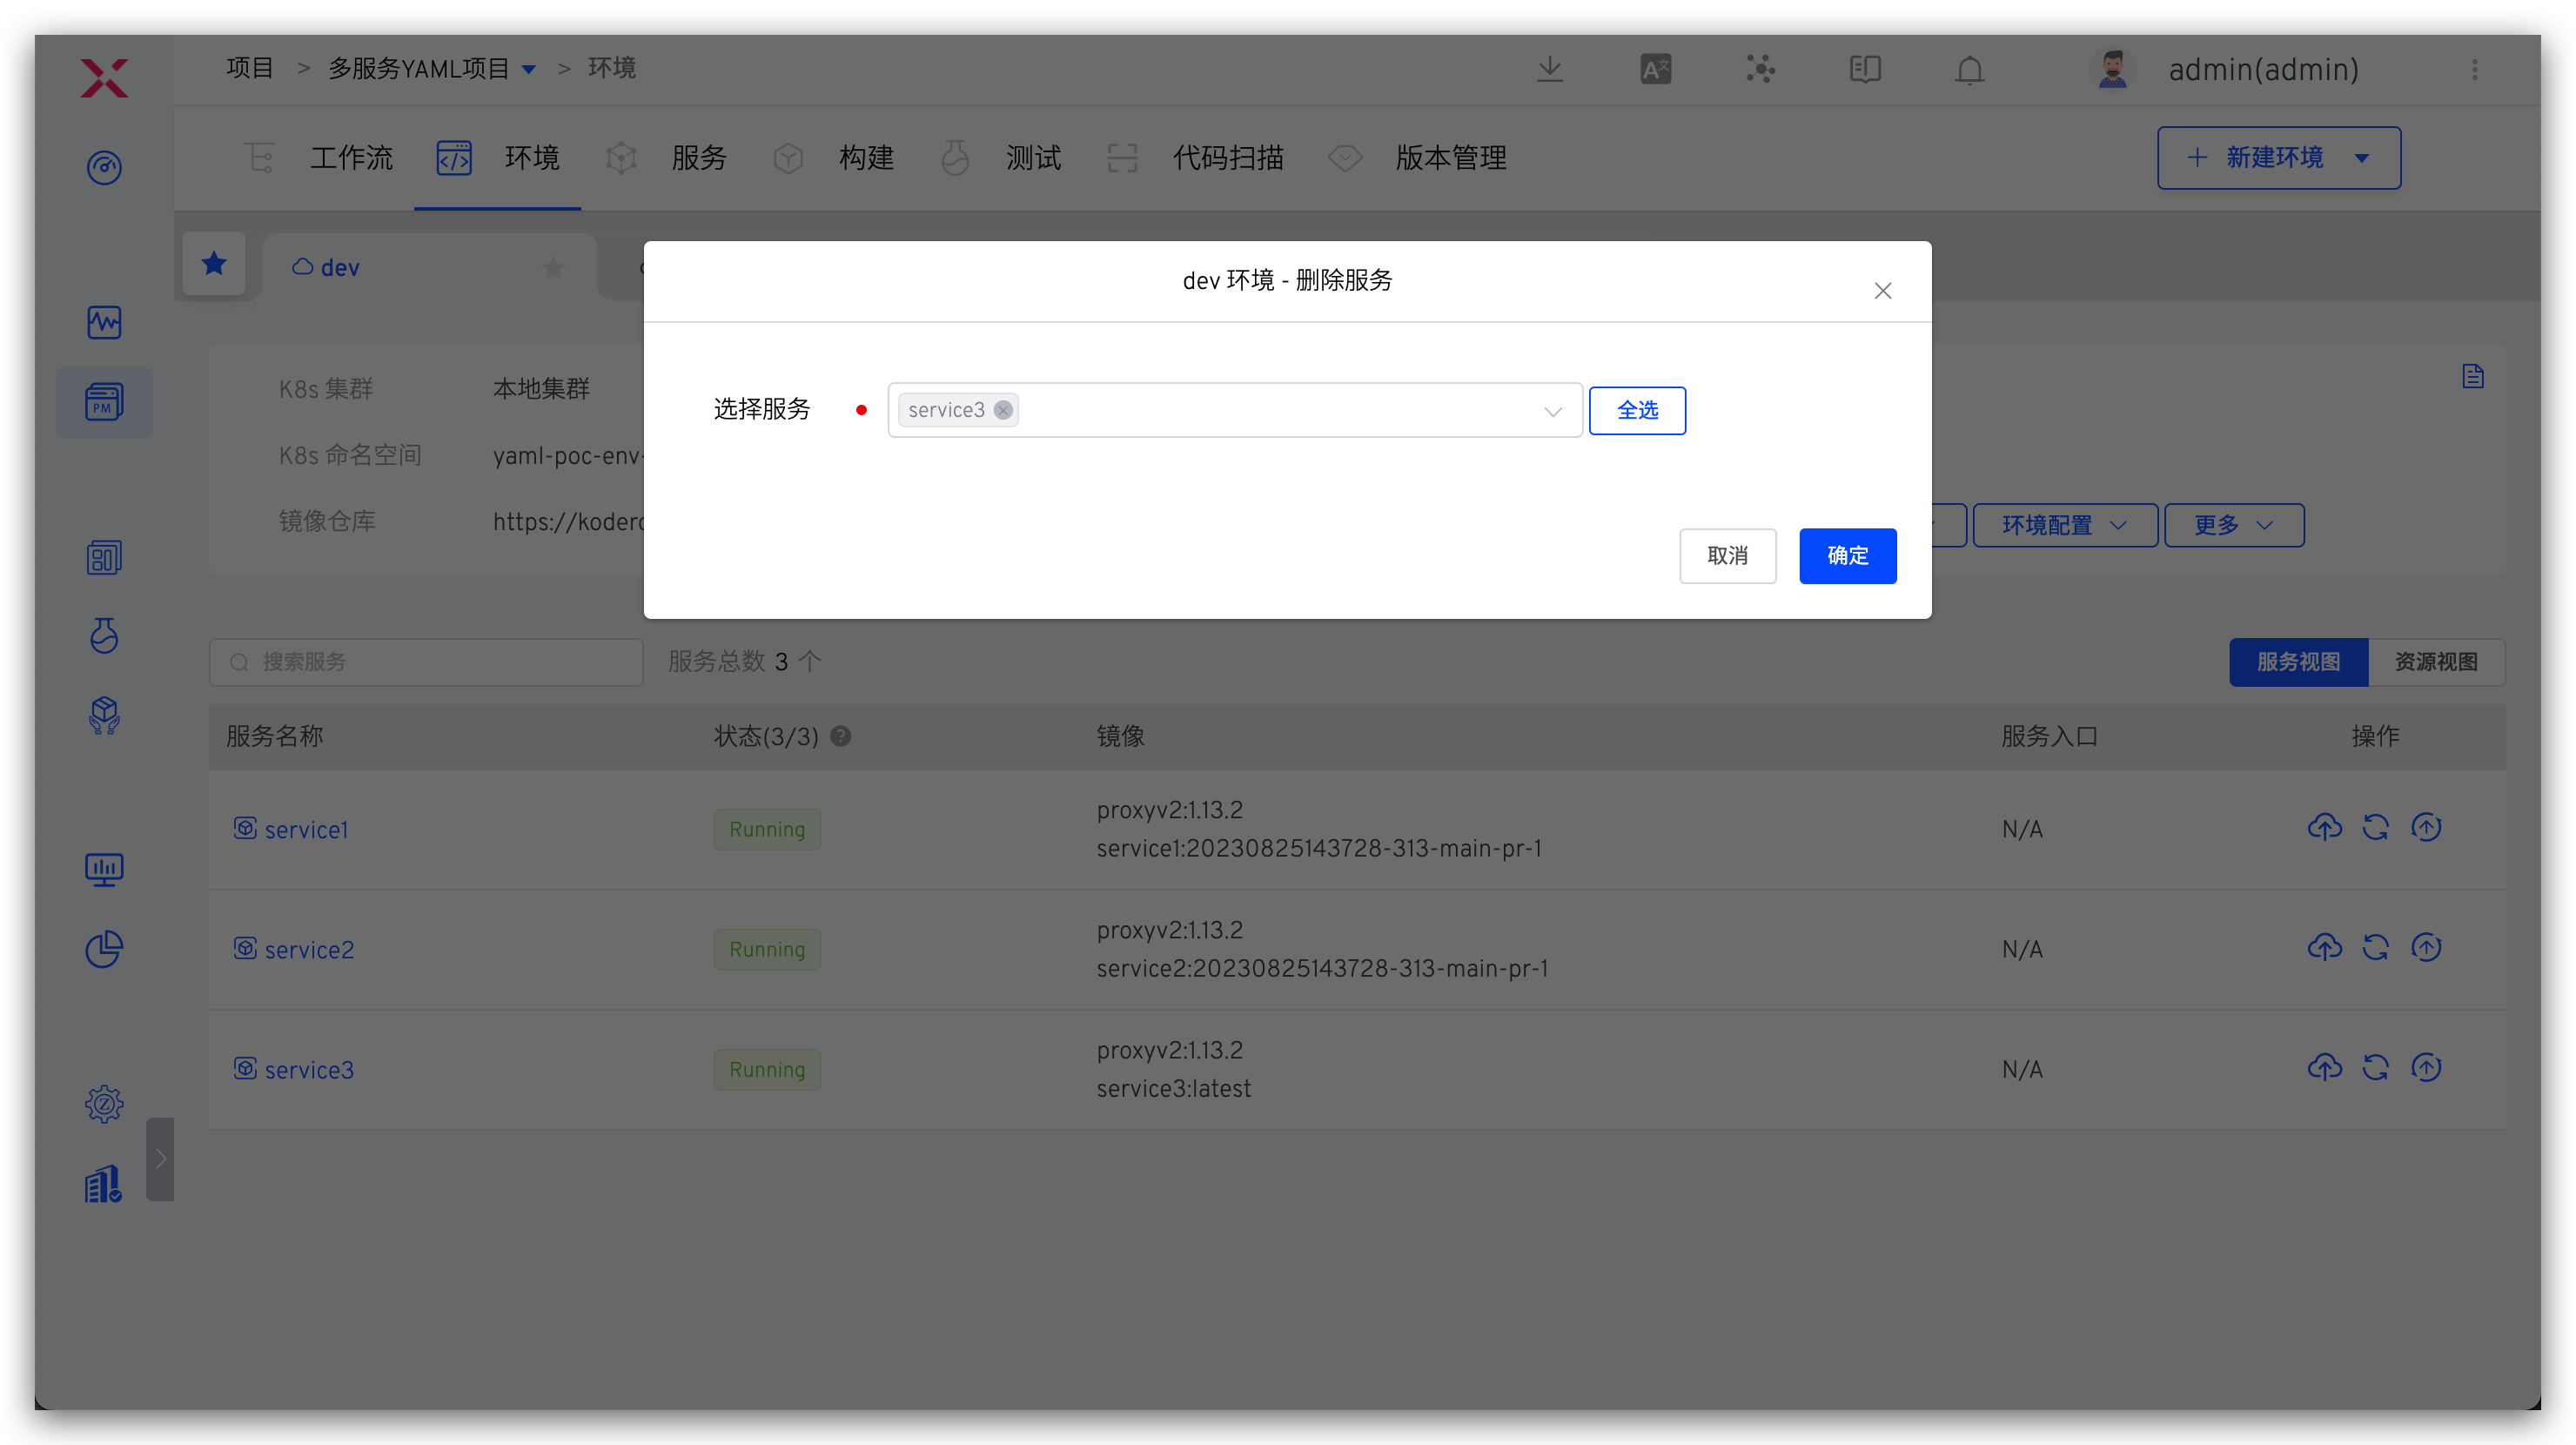 项目 > 多服务YAML项目 > 环境
admin(admin)
工作流 环境 服务 构建 测试 代码扫描 版本管理
新建环境
dev
dev 环境 - 删除服务
选择服务 service3 全选
取消 确定
K8s 集群 本地集群
K8s 命名空间 yaml-poc-env-
镜像仓库 https://koder
环境配置 更多
PM
搜索服务 服务总数 3 个 服务视图 资源视图
服务名称 状态(3/3) 镜像 服务入口 操作
service1 Running proxyv2:1.13.2 N/A
service1:20230825143728-313-main-pr-1
service2 Running proxyv2:1.13.2 N/A
service2:20230825143728-313-main-pr-1
service3 Running proxyv2:1.13.2 N/A
service3:latest